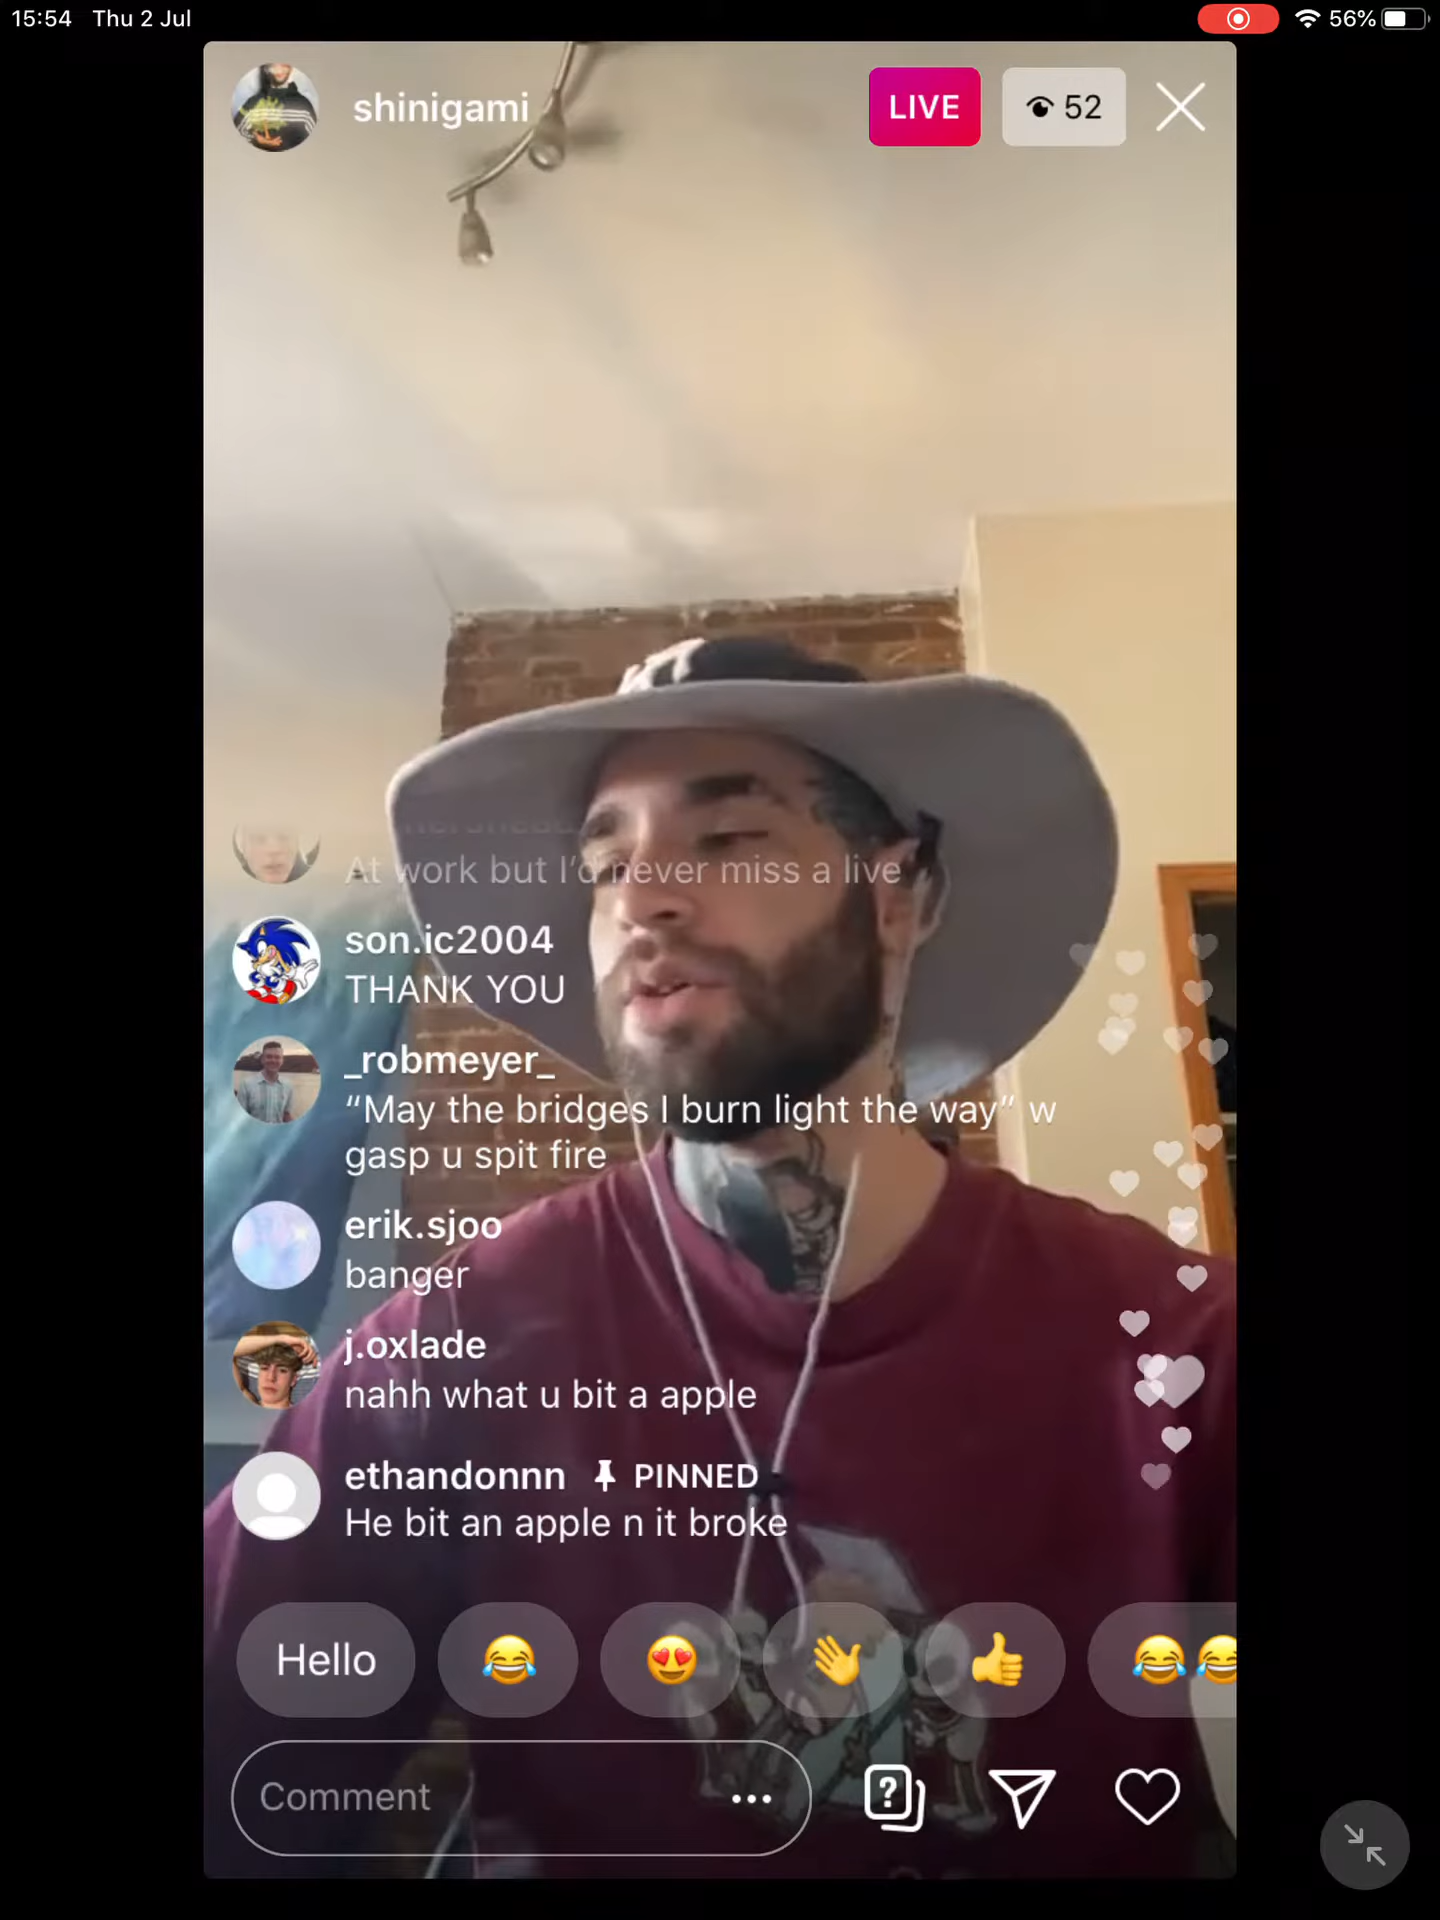 15:54 Thu 2 Jul
56%
shinigami
LIVE
52
At work but I'd never miss a live
son.ic2004
THANK YOU
_robmeyer_
“May the bridges I burn light the way” w
gasp u spit fire
erik.sjoo
banger
j.oxlade
nahh what u bit a apple
ethandonnn PINNED
He bit an apple n it broke
Hello
Comment